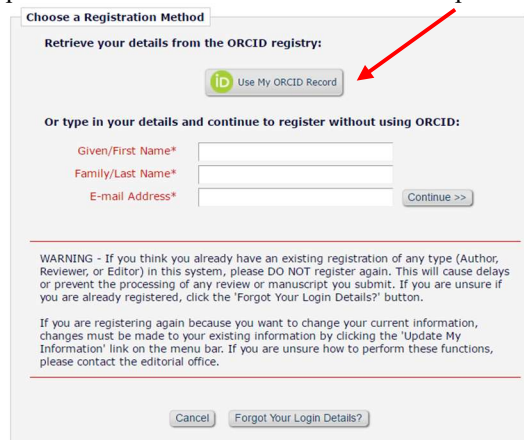 Choose a Registration Method
Retrieve your details from the ORCID registry:
iD Use My ORCID Record
Or type in your details and continue to register without using ORCID:
Given/First Name*
Family/Last Name*
E-mail Address*
Continue >>
WARNING - If you think you already have an existing registration of any type (Author,
Reviewer, or Editor) in this system, please DO NOT register again. This will cause delays
or prevent the processing of any review or manuscript you submit. If you are unsure if
you are already registered, click the 'Forgot Your Login Details?' button.
If you are registering again because you want to change your current information,
changes must be made to your existing information by clicking the 'Update My
Information' link on the menu bar. If you are unsure how to perform these functions,
please contact the editorial office.
Cancel
Forgot Your Login Details?